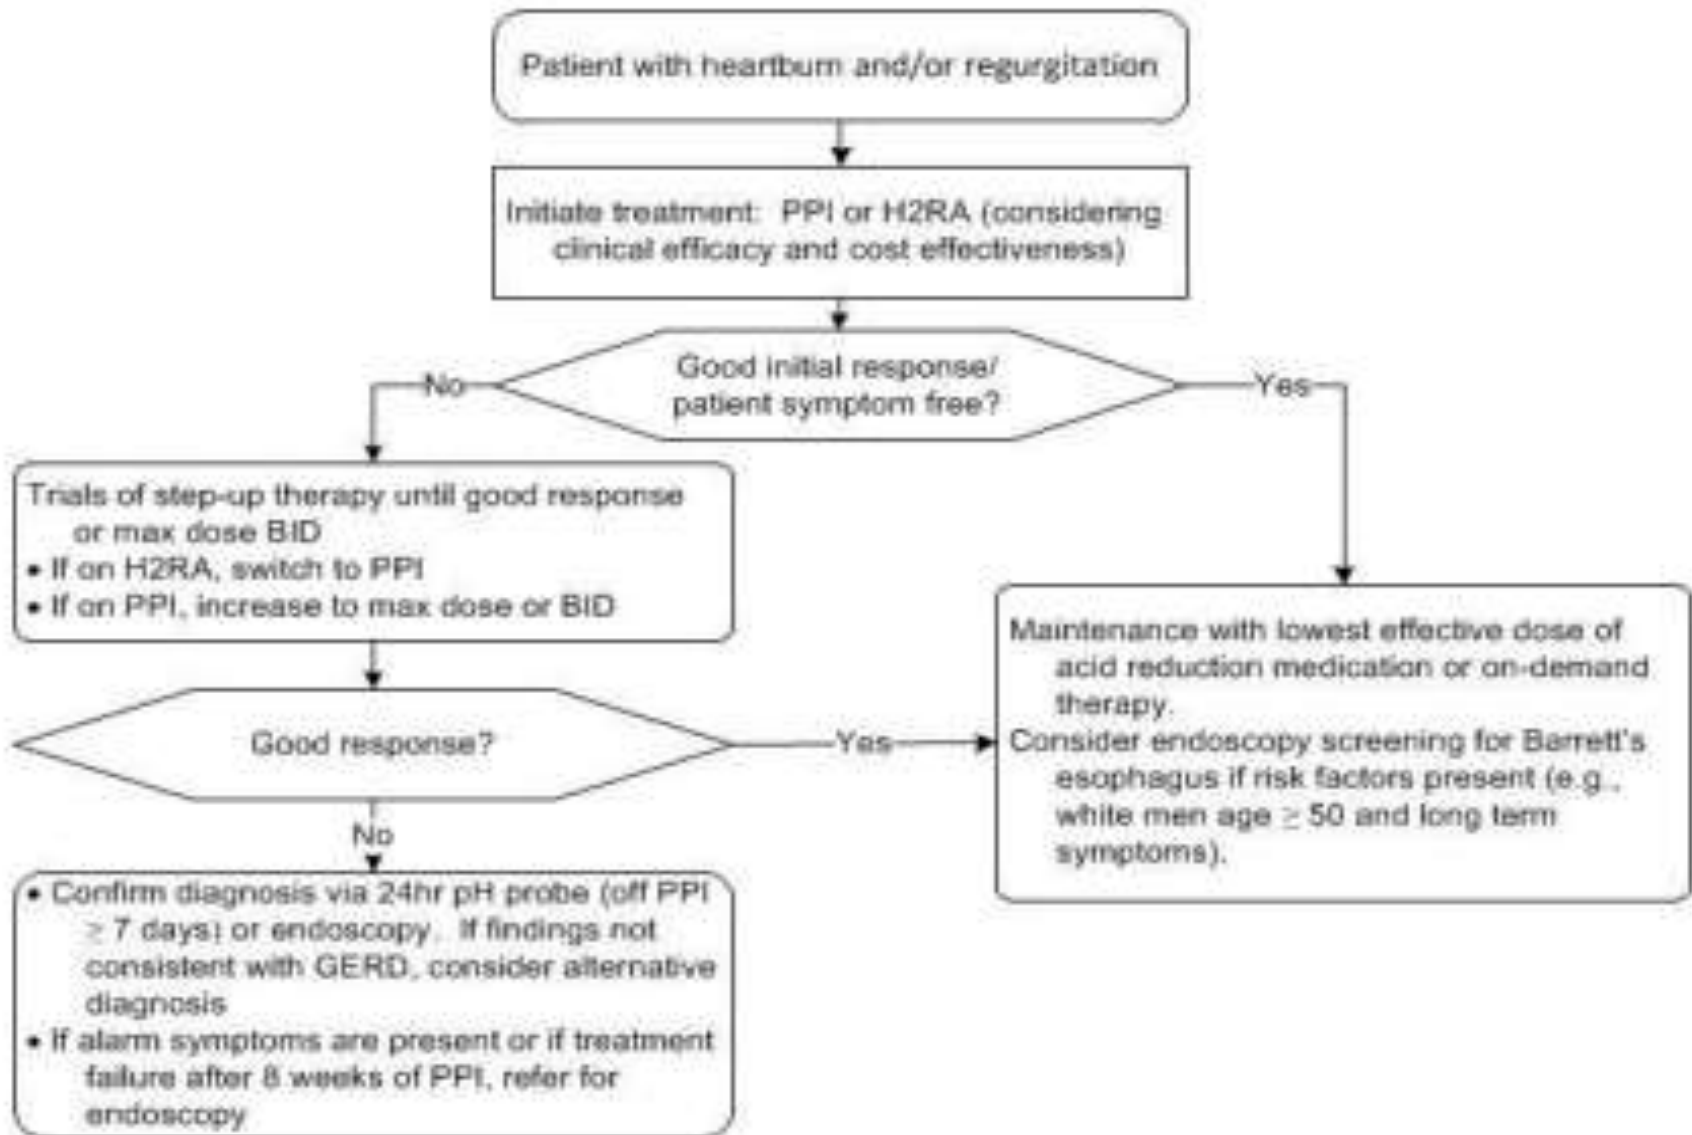 Patient with heartburn and/or regurgitation
Initiate treatment: PPI or H2RA (considering
clinical efficacy and cost effectiveness)
Good initial response/
patient symptom free?
No
Yes
Trials of step-up therapy until good response
or max dose BID
• If on H2RA, switch to PPI
• If on PPI, increase to max dose or BID
Maintenance with lowest effective dose of
acid reduction medication or on-demand
therapy.
Consider endoscopy screening for Barrett's
esophagus if risk factors present (e.g.,
white men age ≥ 50 and long term
symptoms).
Good response?
Yes
No
• Confirm diagnosis via 24hr pH probe (off PPI
≥ 7 days) or endoscopy. If findings not
consistent with GERD, consider alternative
diagnosis
• If alarm symptoms are present or if treatment
failure after 8 weeks of PPI, refer for
endoscopy